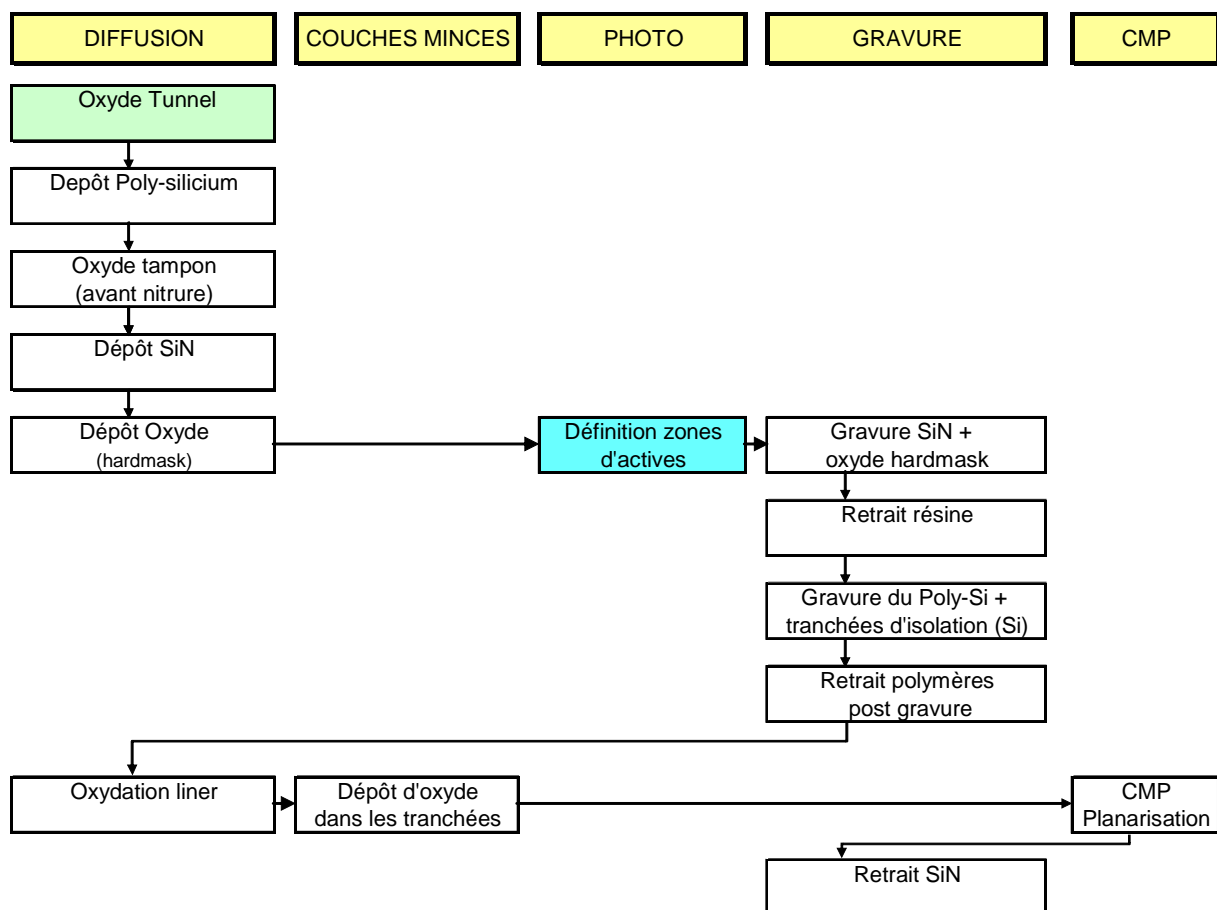 DIFFUSION
COUCHES MINCES
PHOTO
GRAVURE
CMP
Oxyde Tunnel
Depôt Poly-silicium
Oxyde tampon
(avant nitrure)
Dépôt SiN
Dépôt Oxyde
(hardmask)
Définition zones
d'actives
Gravure SiN +
oxyde hardmask
Retrait résine
Gravure du Poly-Si +
tranchées d'isolation (Si)
Retrait polymères
post gravure
Oxydation liner
Dépôt d'oxyde
dans les tranchées
CMP
Planarisation
Retrait SiN